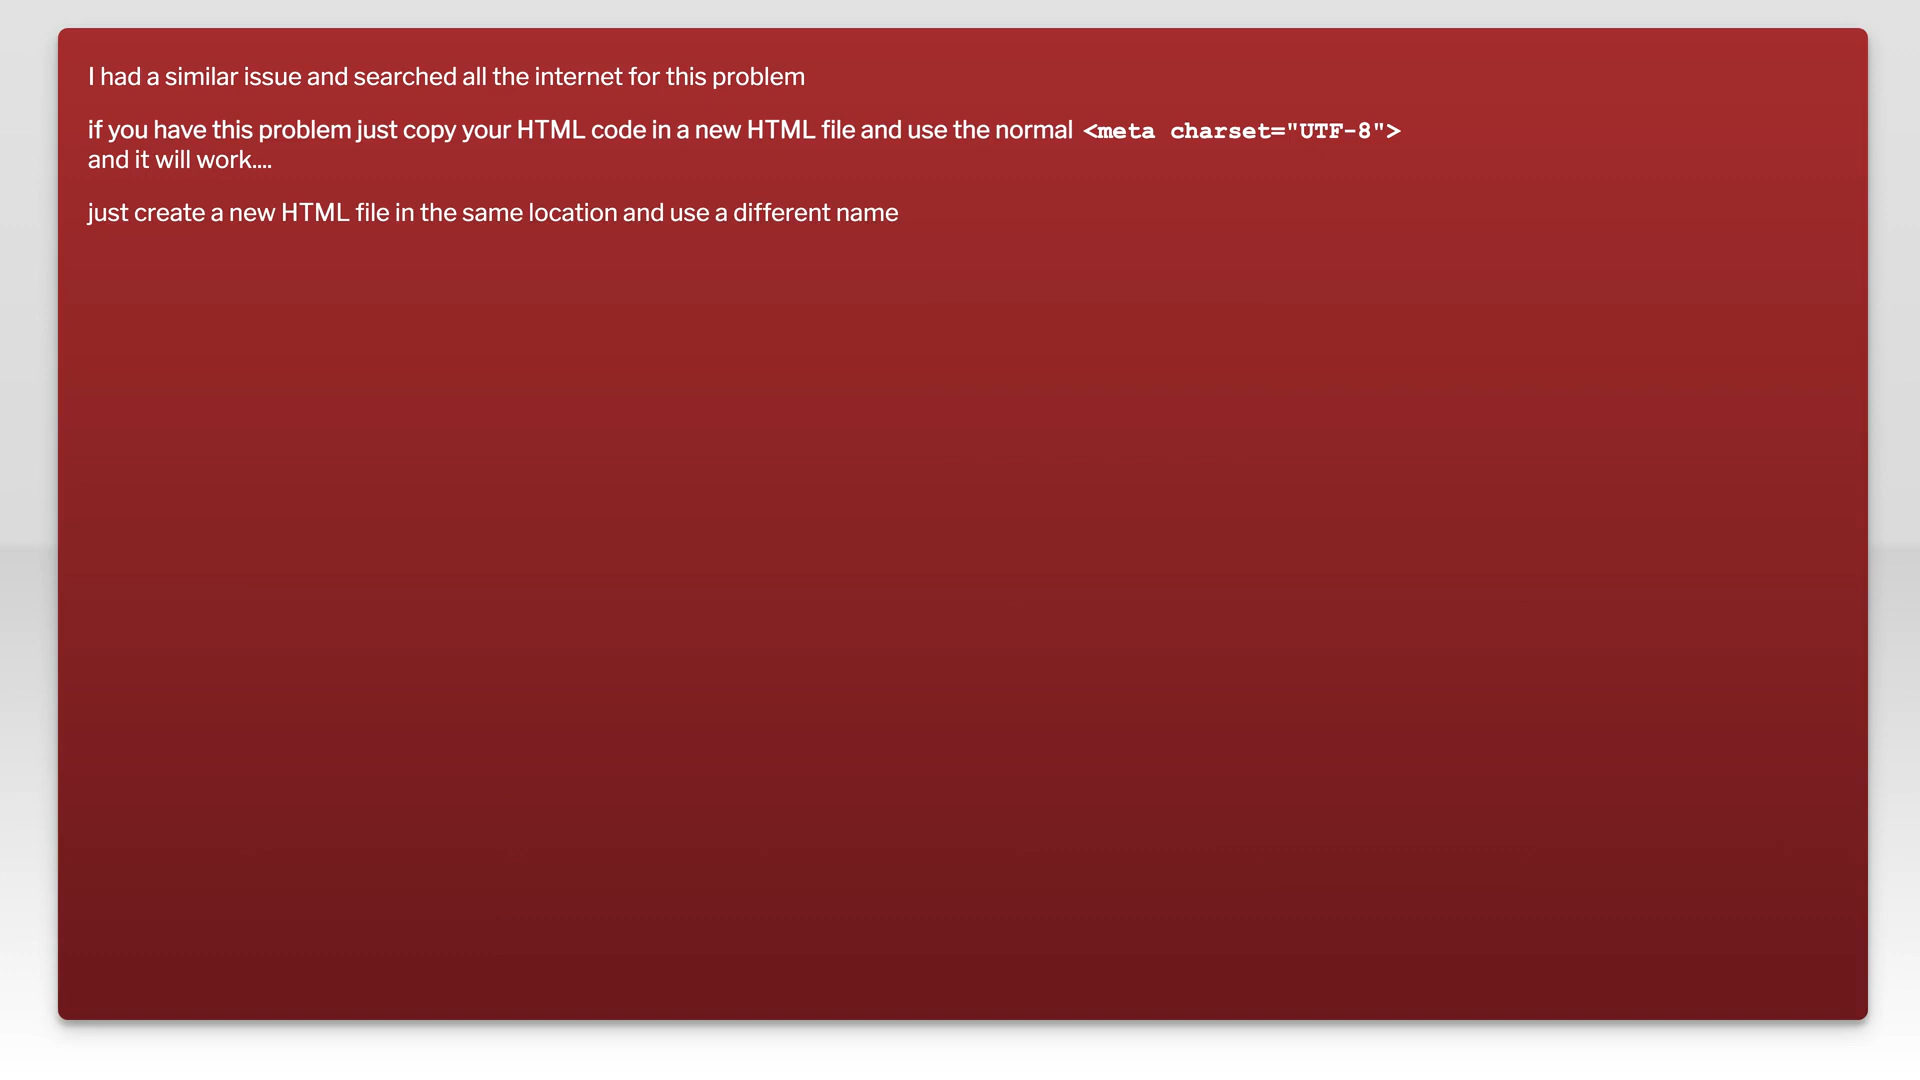 I had a similar issue and searched all the internet for this problem
if you have this problem just copy your HTML code in a new HTML file and use the normal <meta charset="UTF-8">
and it will work....
just create a new HTML file in the same location and use a different name